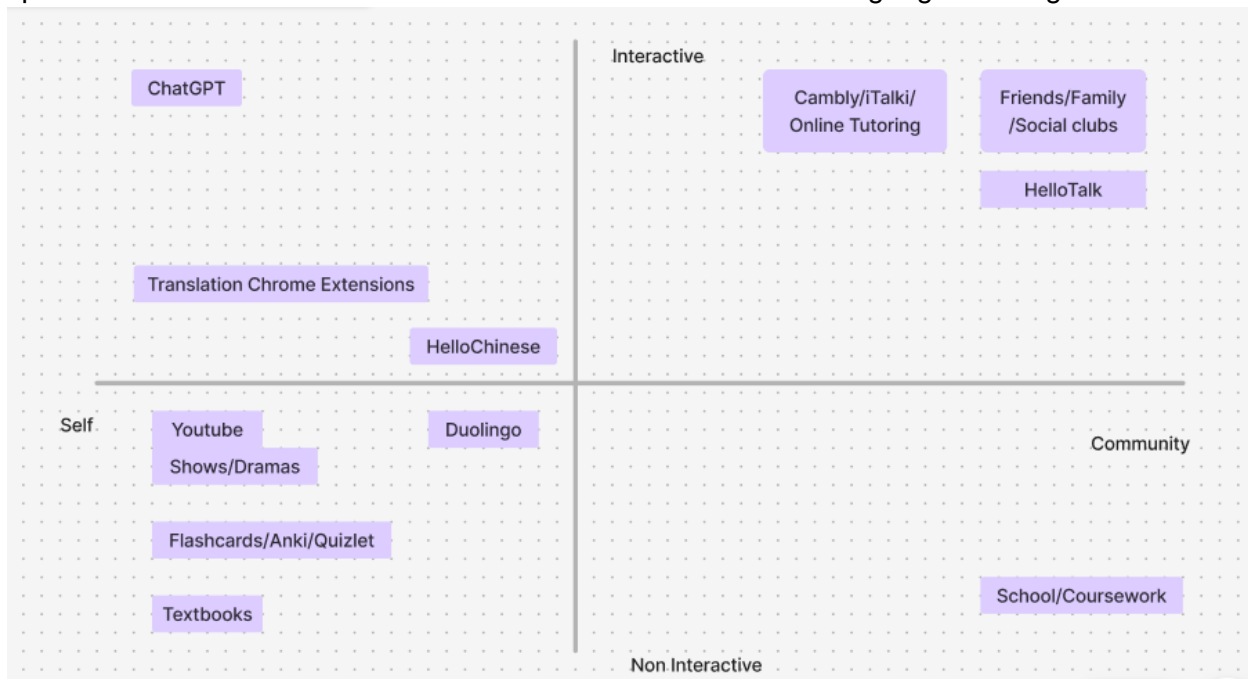 Interactive
ChatGPT
Cambly/iTalki/
Online Tutoring
Friends/Family
/Social clubs
HelloTalk
Translation Chrome Extensions
HelloChinese
Self
Youtube
Duolingo
Community
Shows/Dramas
Flashcards/Anki/Quizlet
School/Coursework
Textbooks
Non Interactive